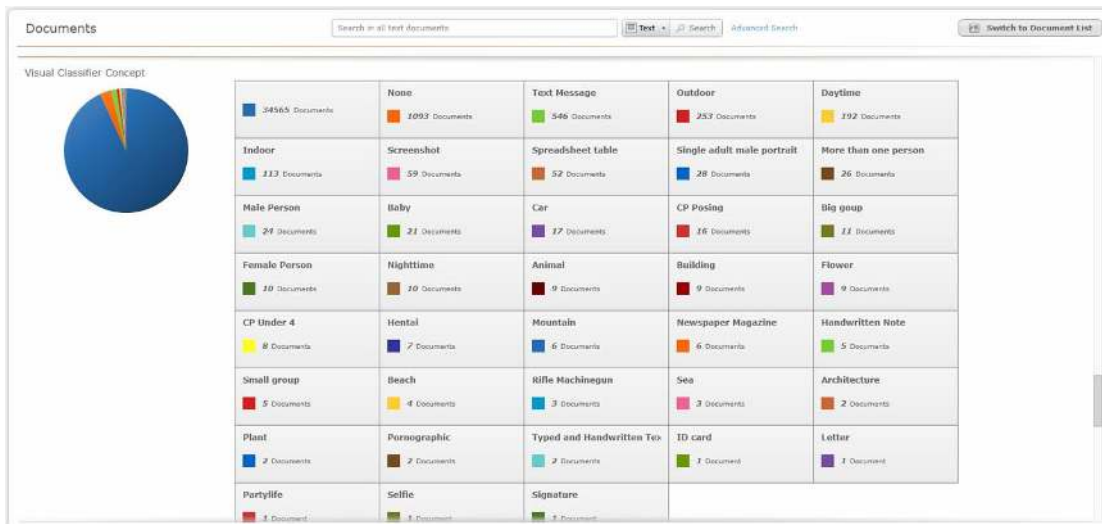 Documents
Search in all text documents
Text
Search
Advanced Search
Switch to Document List
Visual Classifier Concept
34565 Documents
None
1093 Documents
Text Message
546 Documents
Outdoor
253 Documents
Daytime
192 Documents
Indoor
113 Documents
Screenshot
59 Documents
Spreadsheet table
52 Documents
Single adult male portrait
28 Documents
More than one person
26 Documents
Male Person
24 Documents
Baby
21 Documents
Car
17 Documents
CP Posing
16 Documents
Big goup
11 Documents
Female Person
10 Documents
Nighttime
10 Documents
Animal
9 Documents
Building
9 Documents
Flower
9 Documents
CP Under 4
8 Documents
Hentai
7 Documents
Mountain
6 Documents
Newspaper Magazine
6 Documents
Handwritten Note
5 Documents
Small group
5 Documents
Beach
4 Documents
Rifle Machinegun
3 Documents
Sea
3 Documents
Architecture
2 Documents
Plant
2 Documents
Pornographic
2 Documents
Typed and Handwritten Tex
2 Documents
ID card
1 Document
Letter
1 Document
Partylife
1 Document
Selfie
1 Document
Signature
1 Document